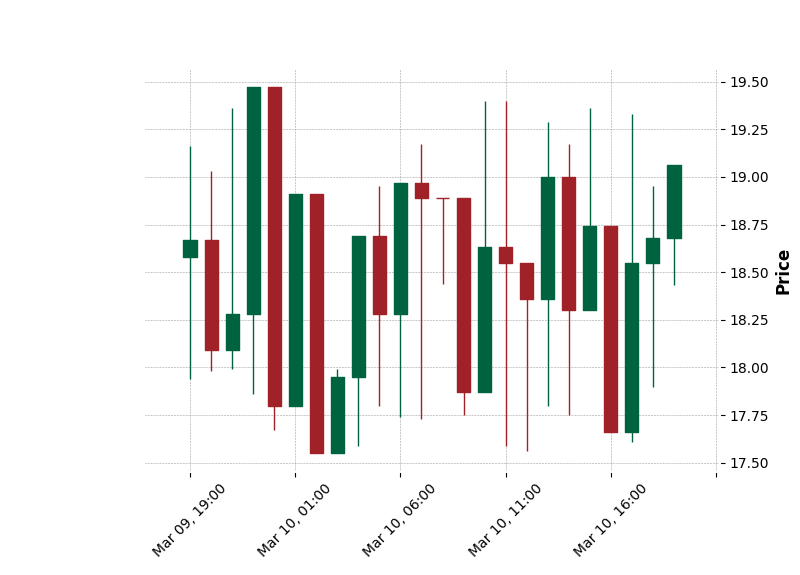 19.50
19.25
19.00
18.75
18.50
18.25
18.00
17.75
17.50
Price
Mar 09, 19:00
Mar 10, 01:00
Mar 10, 06:00
Mar 10, 11:00
Mar 10, 16:00